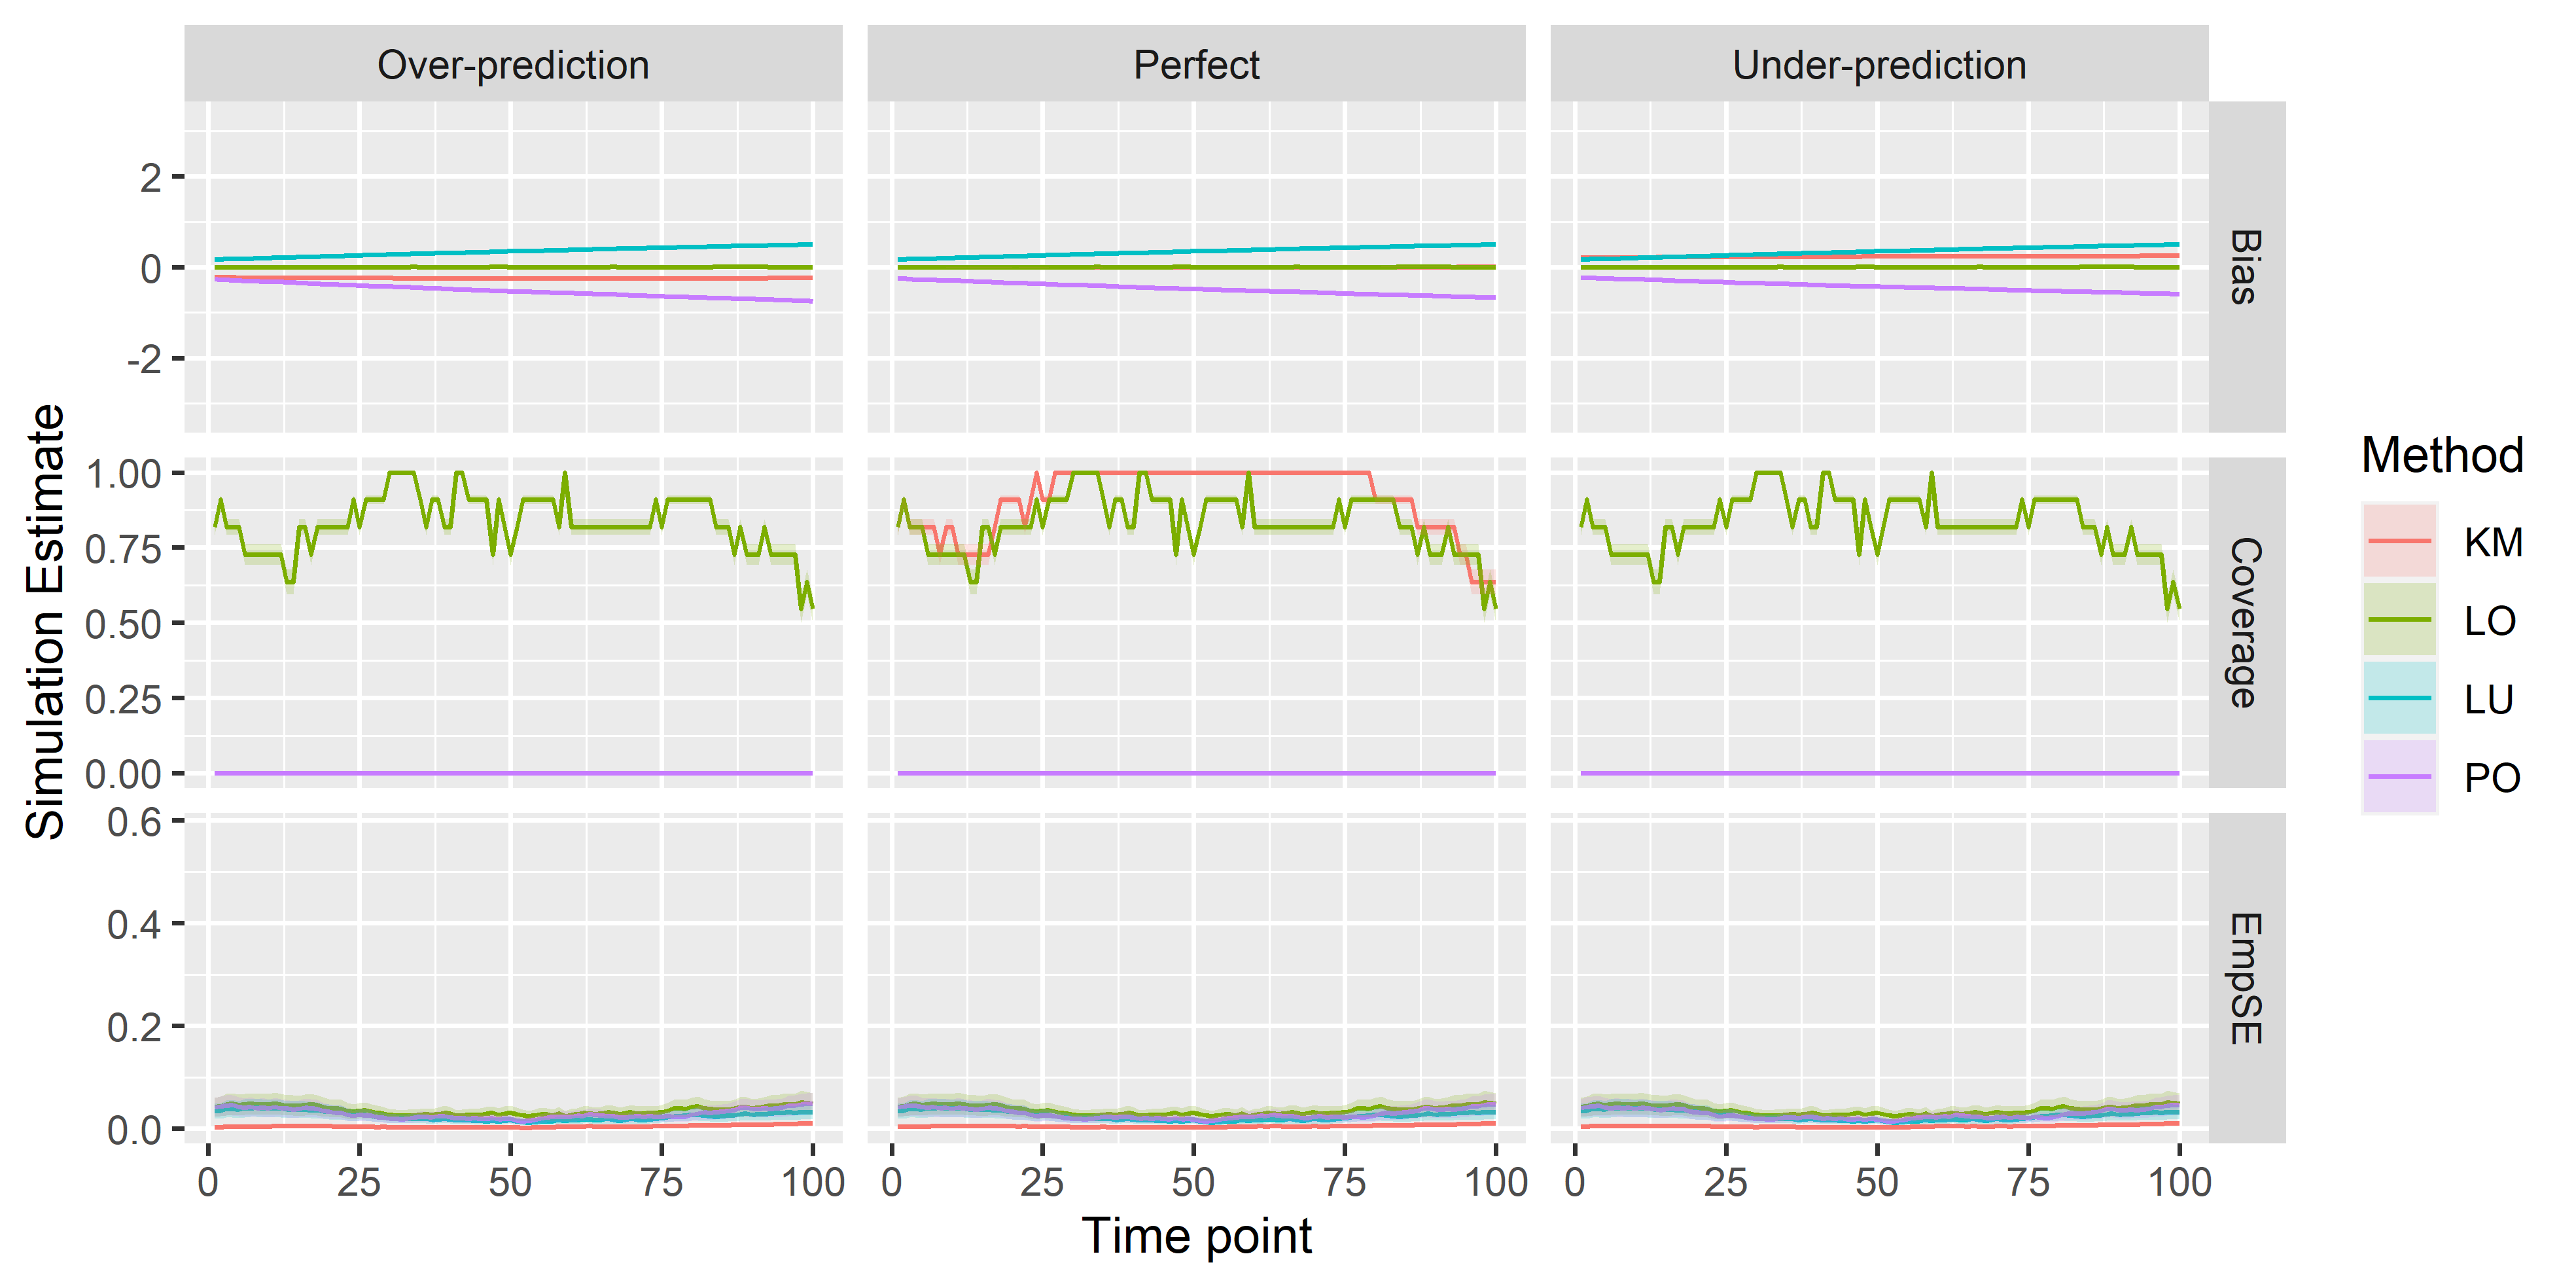 Over-prediction Perfect Under-prediction
Simulation Estimate
2
0
-2
Bias
1.00
0.75
0.50
0.25
0.00
Coverage
0.6
0.4
0.2
0.0
EmpSE
0 25 50 75 100 0 25 50 75 100 0 25 50 75 100
Time point
Method
KM
LO
LU
PO